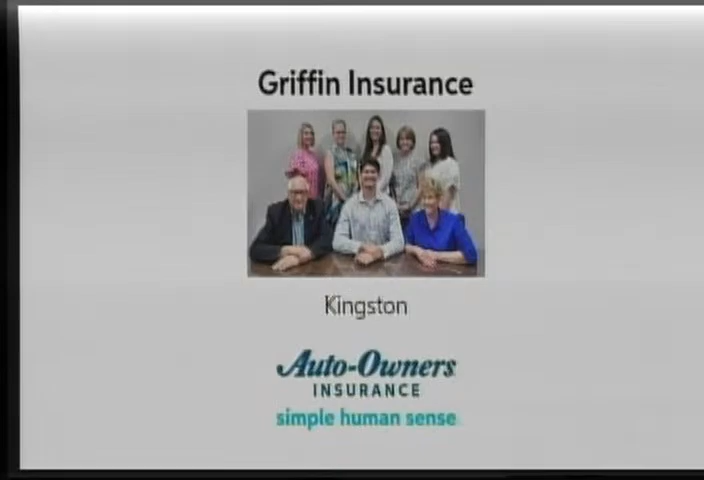 Griffin Insurance
Kingston
Auto-Owners
INSURANCE
simple human sense